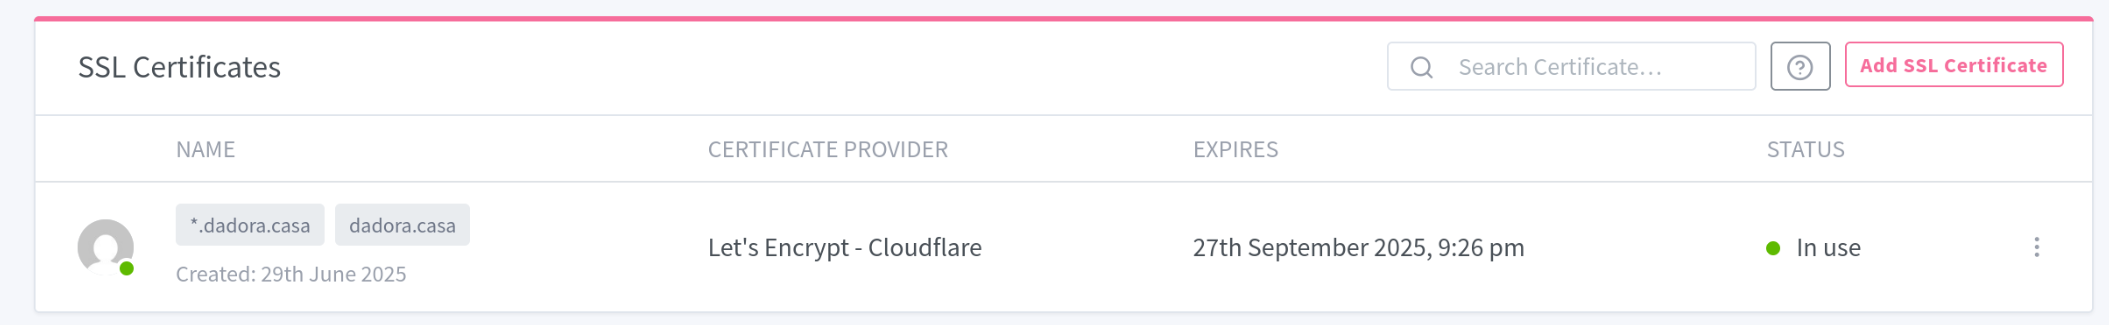 SSL Certificates
Search Certificate...
Add SSL Certificate
NAME CERTIFICATE PROVIDER EXPIRES STATUS
*.dadora.casa dadora.casa
Let's Encrypt - Cloudflare 27th September 2025, 9:26 pm In use
Created: 29th June 2025